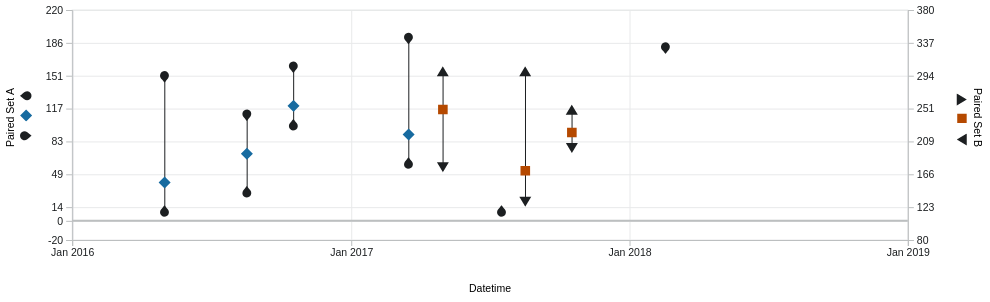 220
186
151
117
83
49
14
0
-20
380
337
294
251
209
166
123
80
Paired Set A
Paired Set B
Jan 2016
Jan 2017
Jan 2018
Jan 2019
Datetime